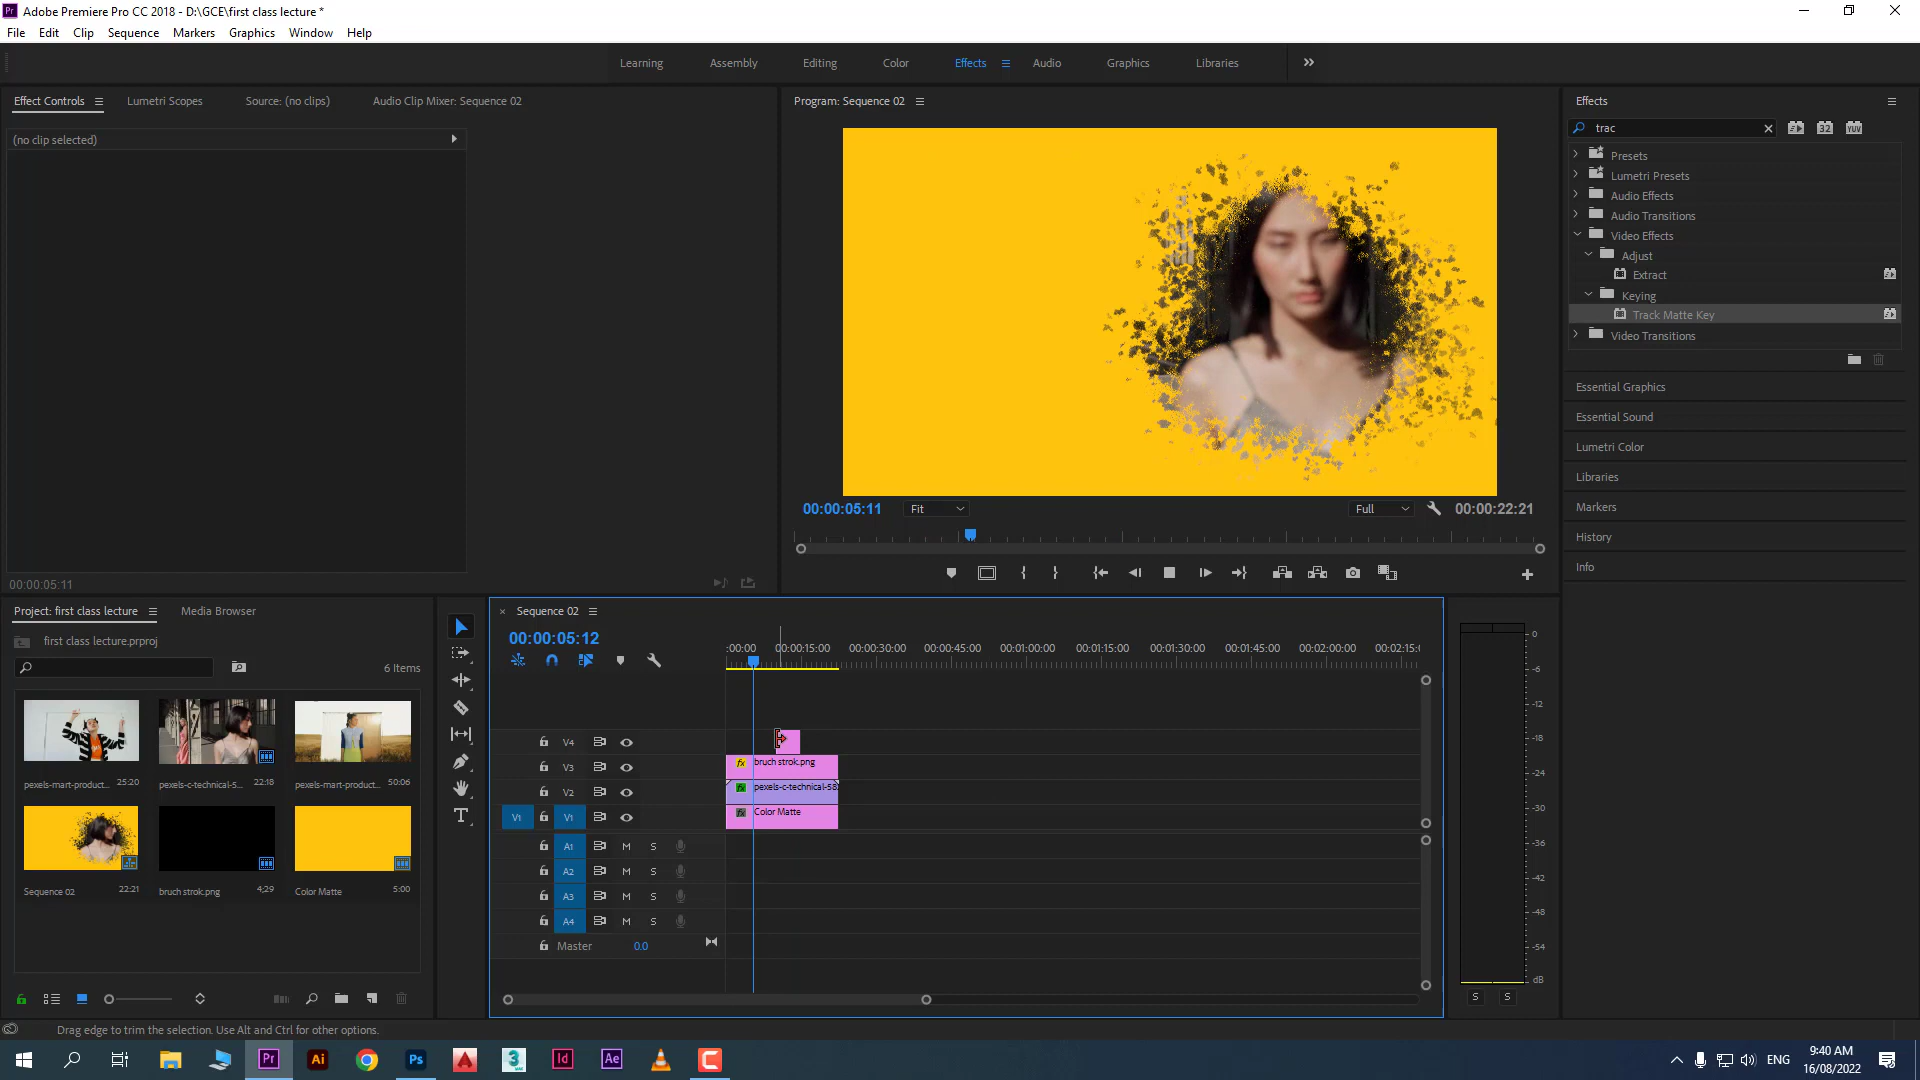 Pr Adobe Premiere Pro CC 2018 - D:\GCE\first class lecture *
File Edit Clip Sequence Markers Graphics Window Help
Learning Assembly Editing Color Effects Audio Graphics Libraries
Effect Controls Lumetri Scopes Source: (no clips) Audio Clip Mixer: Sequence 02
(no clip selected)
00:00:05:11
Program: Sequence 02
00:00:05:11 Fit Full 00:00:22:21
Effects
trac
32 YUV
Presets
Lumetri Presets
Audio Effects
Audio Transitions
Video Effects
Adjust
Extract
Keying
Track Matte Key
Video Transitions
Essential Graphics
Essential Sound
Lumetri Color
Libraries
Markers
History
Info
Project: first class lecture Media Browser
first class lecture.prproj
6 Items
pexels-mart-product... 25:20 pexels-c-technical-5... 22:18 pexels-mart-product... 50:06
Sequence 02 22:21 bruch strok.png 4;29 Color Matte 5:00
Sequence 02
00:00:05:12
:00:00 00:00:15:00 00:00:30:00 00:00:45:00 00:01:00:00 00:01:15:00 00:01:30:00 00:01:45:00 00:02:00:00 00:02:15:0
V4
V3 bruch strok.png
V2 pexels-c-technical-58
V1 V1 Color Matte
A1 M S
A2 M S
A3 M S
A4 M S
Master 0.0
0
-6
-12
-18
-24
-30
-36
-42
-48
-54
dB
S S
Drag edge to trim the selection. Use Alt and Ctrl for other options.
Pr Ai Ps Id Ae
ENG
9:40 AM
16/08/2022